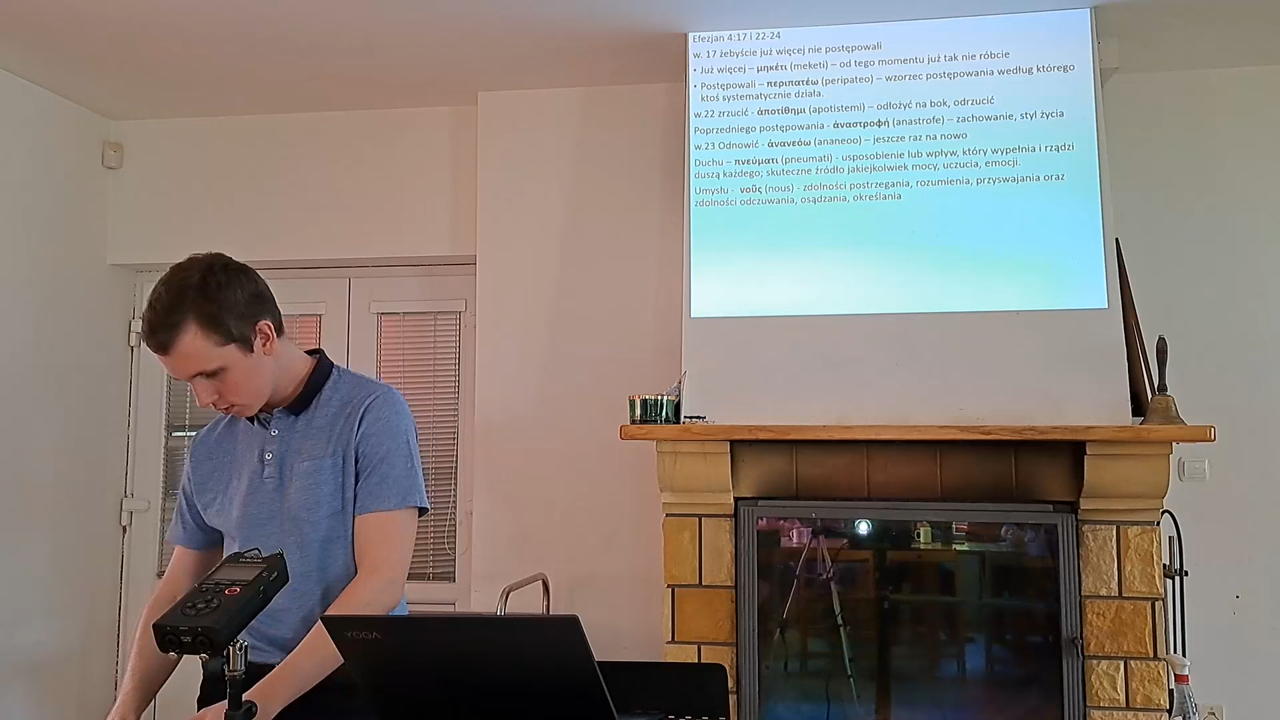 Efezjan 4:17 i 22-24
w. 17 żebyście już więcej nie postępowali
• Już więcej – μηκέτι (meketi) – od tego momentu już tak nie róbcie
• Postępowali – περιπατέω (peripateo) – wzorzec postępowania według którego
ktoś systematycznie działa.
w.22 zrzucić - ἀποτίθημι (apotistemi) – odłożyć na bok, odrzucić
Poprzedniego postępowania - ἀναστροφή (anastrofe) – zachowanie, styl życia
w.23 Odnowić - ἀνανεόω (ananeoo) – jeszcze raz na nowo
Duchu – πνεύματι (pneumati) - usposobienie lub wpływ, który wypełnia i rządzi
duszą każdego; skuteczne źródło jakiejkolwiek mocy, uczucia, emocji.
Umysłu - νοῦς (nous) - zdolności postrzegania, rozumienia, przyswajania oraz
zdolności odczuwania, osądzania, określania
TASCAM
YOGA